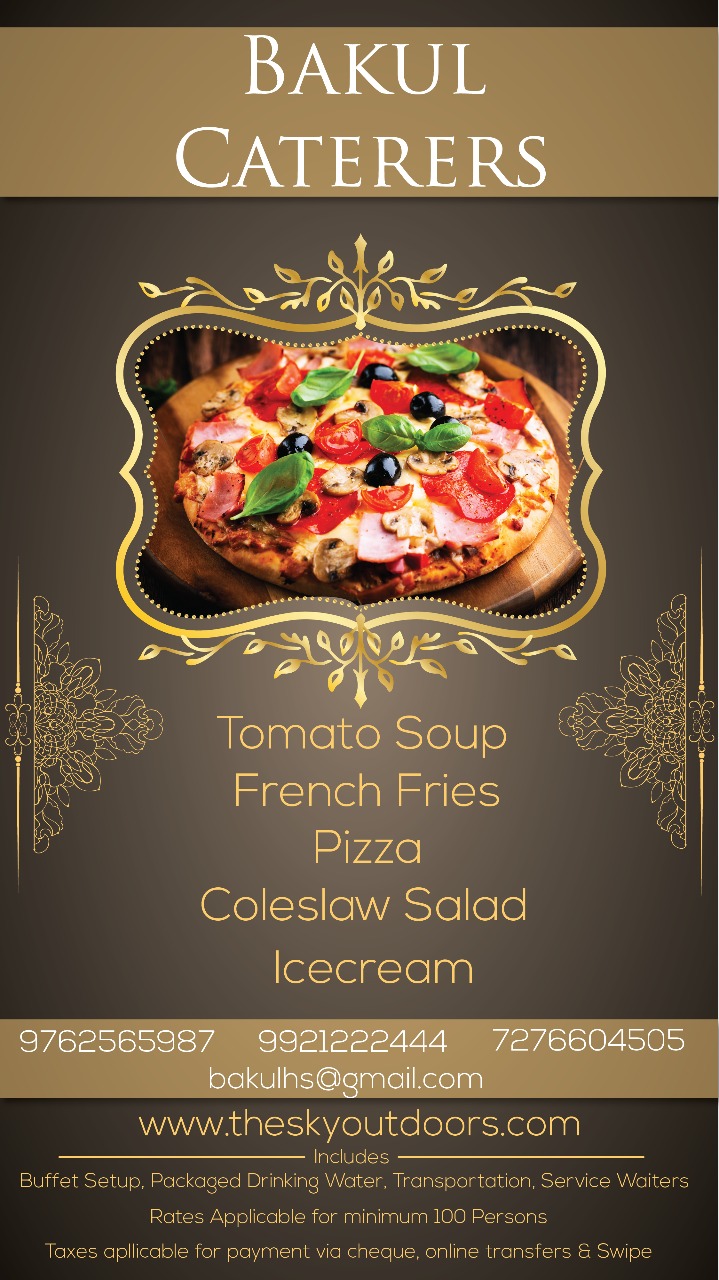 Bakul
Caterers
Tomato Soup
French Fries
Pizza
Coleslaw Salad
Icecream
9762565987 9921222444 7276604505
bakulhs@gmail.com
www.theskyoutdoors.com
Includes
Buffet Setup, Packaged Drinking Water, Transportation, Service Waiters
Rates Applicable for minimum 100 Persons
Taxes apllicable for payment via cheque, online transfers & Swipe